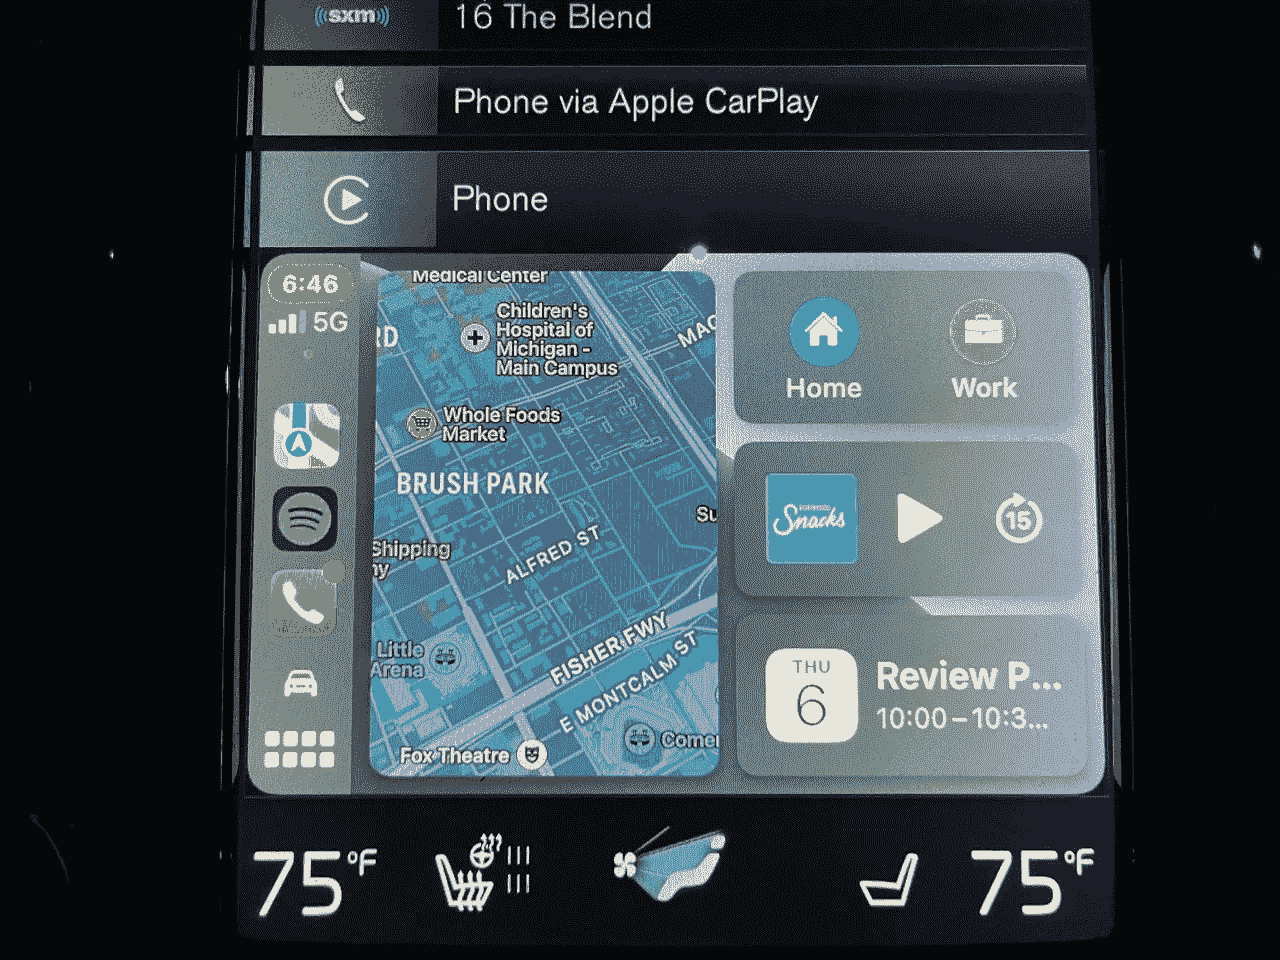 sxm
16 The Blend
Phone via Apple CarPlay
Phone
6:46
5G
Medical Center
Children's
Hospital of
Michigan -
Main Campus
RD
MAC
Whole Foods
Market
BRUSH PARK
Su
Shipping
ny
ALFRED ST
Little
Arena
FISHER FWY
E MONTCALM ST
Fox Theatre
Comer
Home
Work
Snacks
15
THU
6
Review P...
10:00 – 10:3...
75°F
75°F